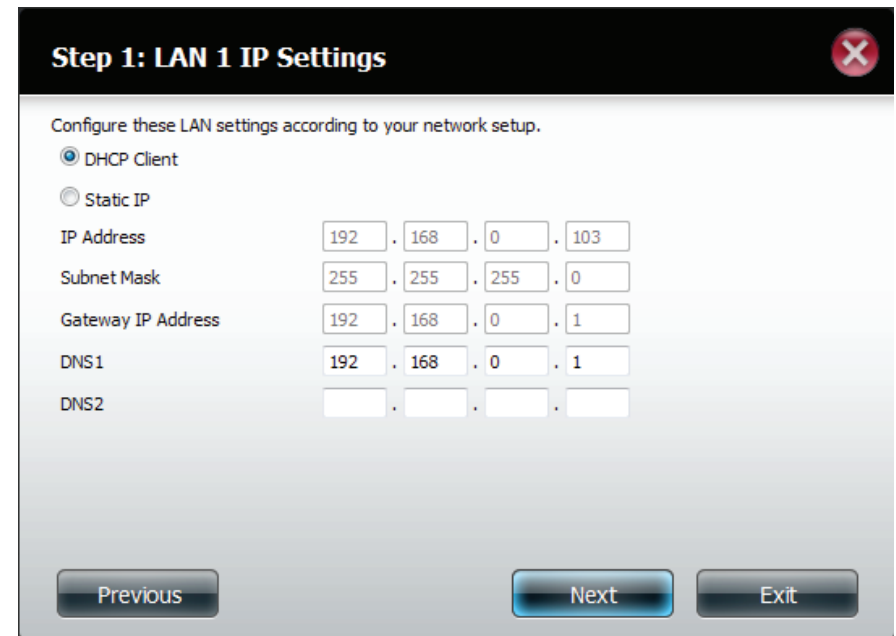 Step 1: LAN 1 IP Settings
Configure these LAN settings according to your network setup.
DHCP Client
Static IP
IP Address 192 . 168 . 0 . 103
Subnet Mask 255 . 255 . 255 . 0
Gateway IP Address 192 . 168 . 0 . 1
DNS1 192 . 168 . 0 . 1
DNS2 . . .
Previous Next Exit